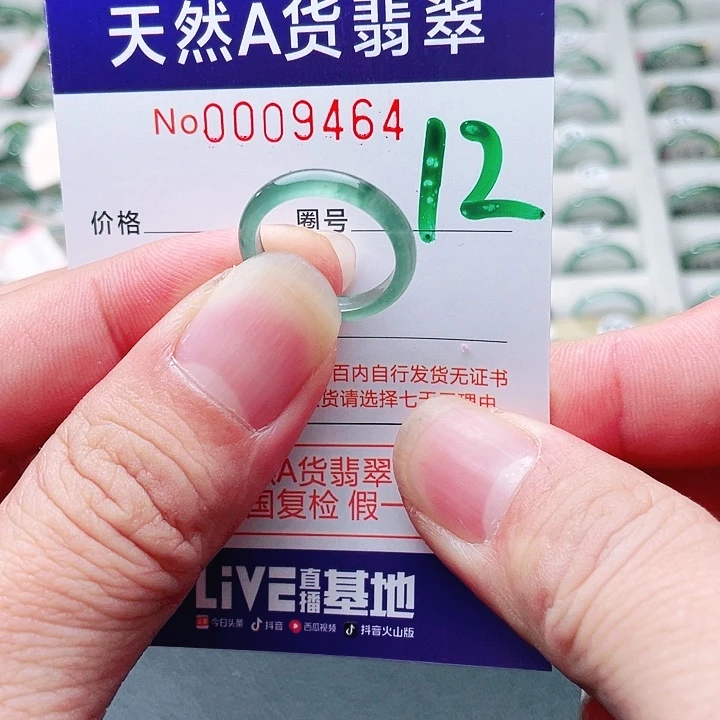 天然A货翡翠
No0009464
12
价格 圈号
百内自行发货无证书
货请选择七天
A货翡翠
国复检 假一
LiVE直播基地
今日头条 抖音 西瓜视频 抖音火山版